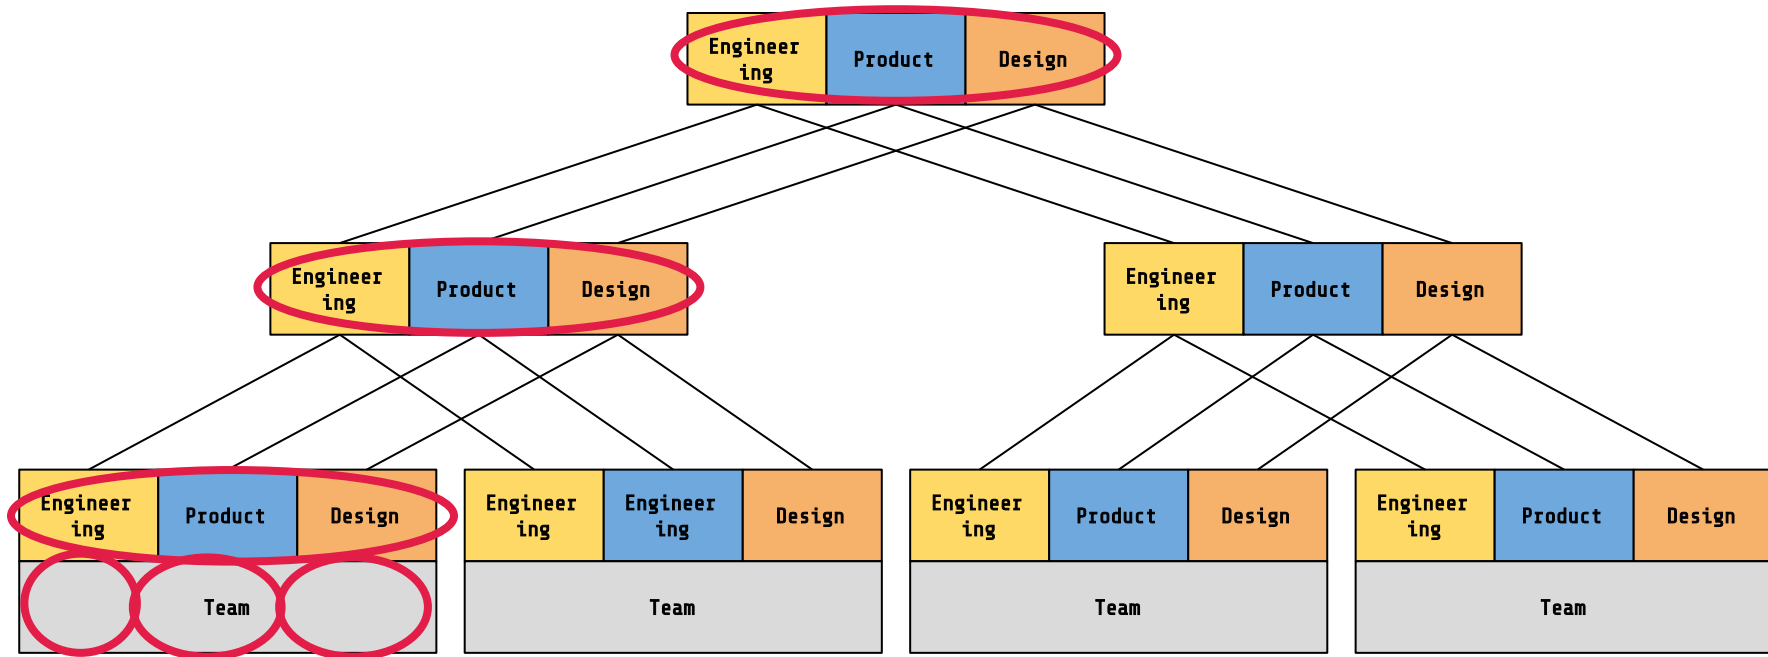 Engineer
ing
Product
Design
Engineer
ing
Product
Design
Engineer
ing
Product
Design
Engineer
ing
Product
Design
Engineer
ing
Engineer
ing
Design
Engineer
ing
Product
Design
Engineer
ing
Product
Design
Team
Team
Team
Team